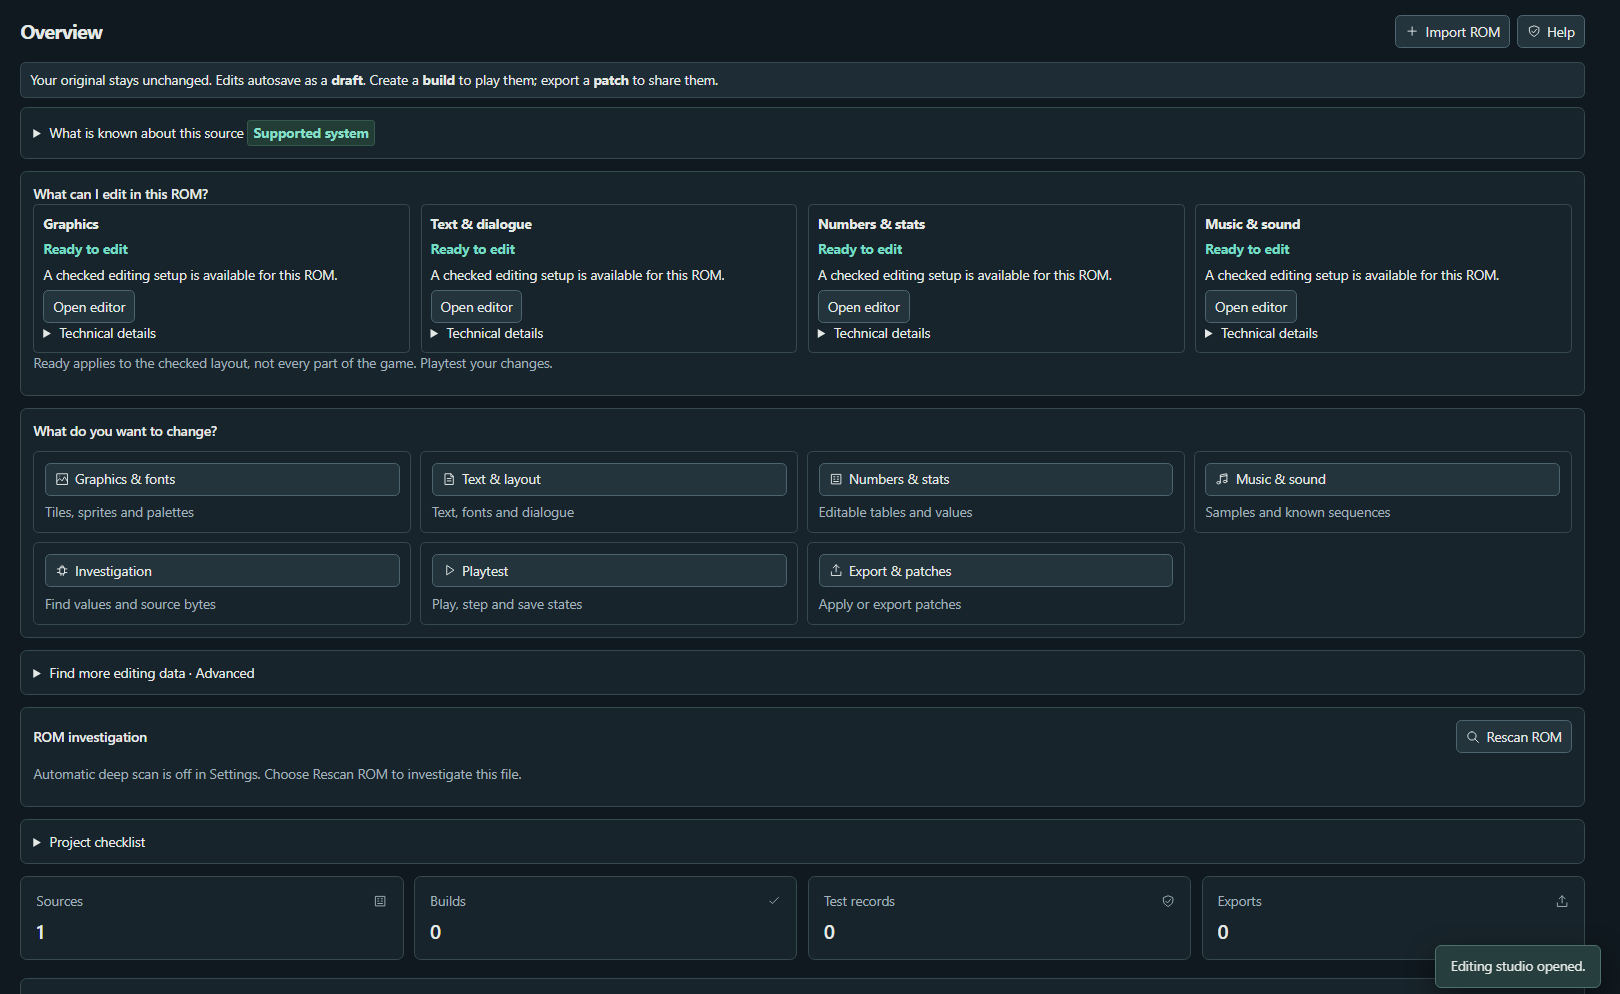 Overview
Import ROM
Help
Your original stays unchanged. Edits autosave as a draft. Create a build to play them; export a patch to share them.
What is known about this source Supported system
What can I edit in this ROM?
Graphics
Ready to edit
A checked editing setup is available for this ROM.
Open editor
Technical details
Text & dialogue
Ready to edit
A checked editing setup is available for this ROM.
Open editor
Technical details
Numbers & stats
Ready to edit
A checked editing setup is available for this ROM.
Open editor
Technical details
Music & sound
Ready to edit
A checked editing setup is available for this ROM.
Open editor
Technical details
Ready applies to the checked layout, not every part of the game. Playtest your changes.
What do you want to change?
Graphics & fonts
Tiles, sprites and palettes
Text & layout
Text, fonts and dialogue
Numbers & stats
Editable tables and values
Music & sound
Samples and known sequences
Investigation
Find values and source bytes
Playtest
Play, step and save states
Export & patches
Apply or export patches
Find more editing data · Advanced
ROM investigation
Rescan ROM
Automatic deep scan is off in Settings. Choose Rescan ROM to investigate this file.
Project checklist
Sources
1
Builds
0
Test records
0
Exports
0
Editing studio opened.